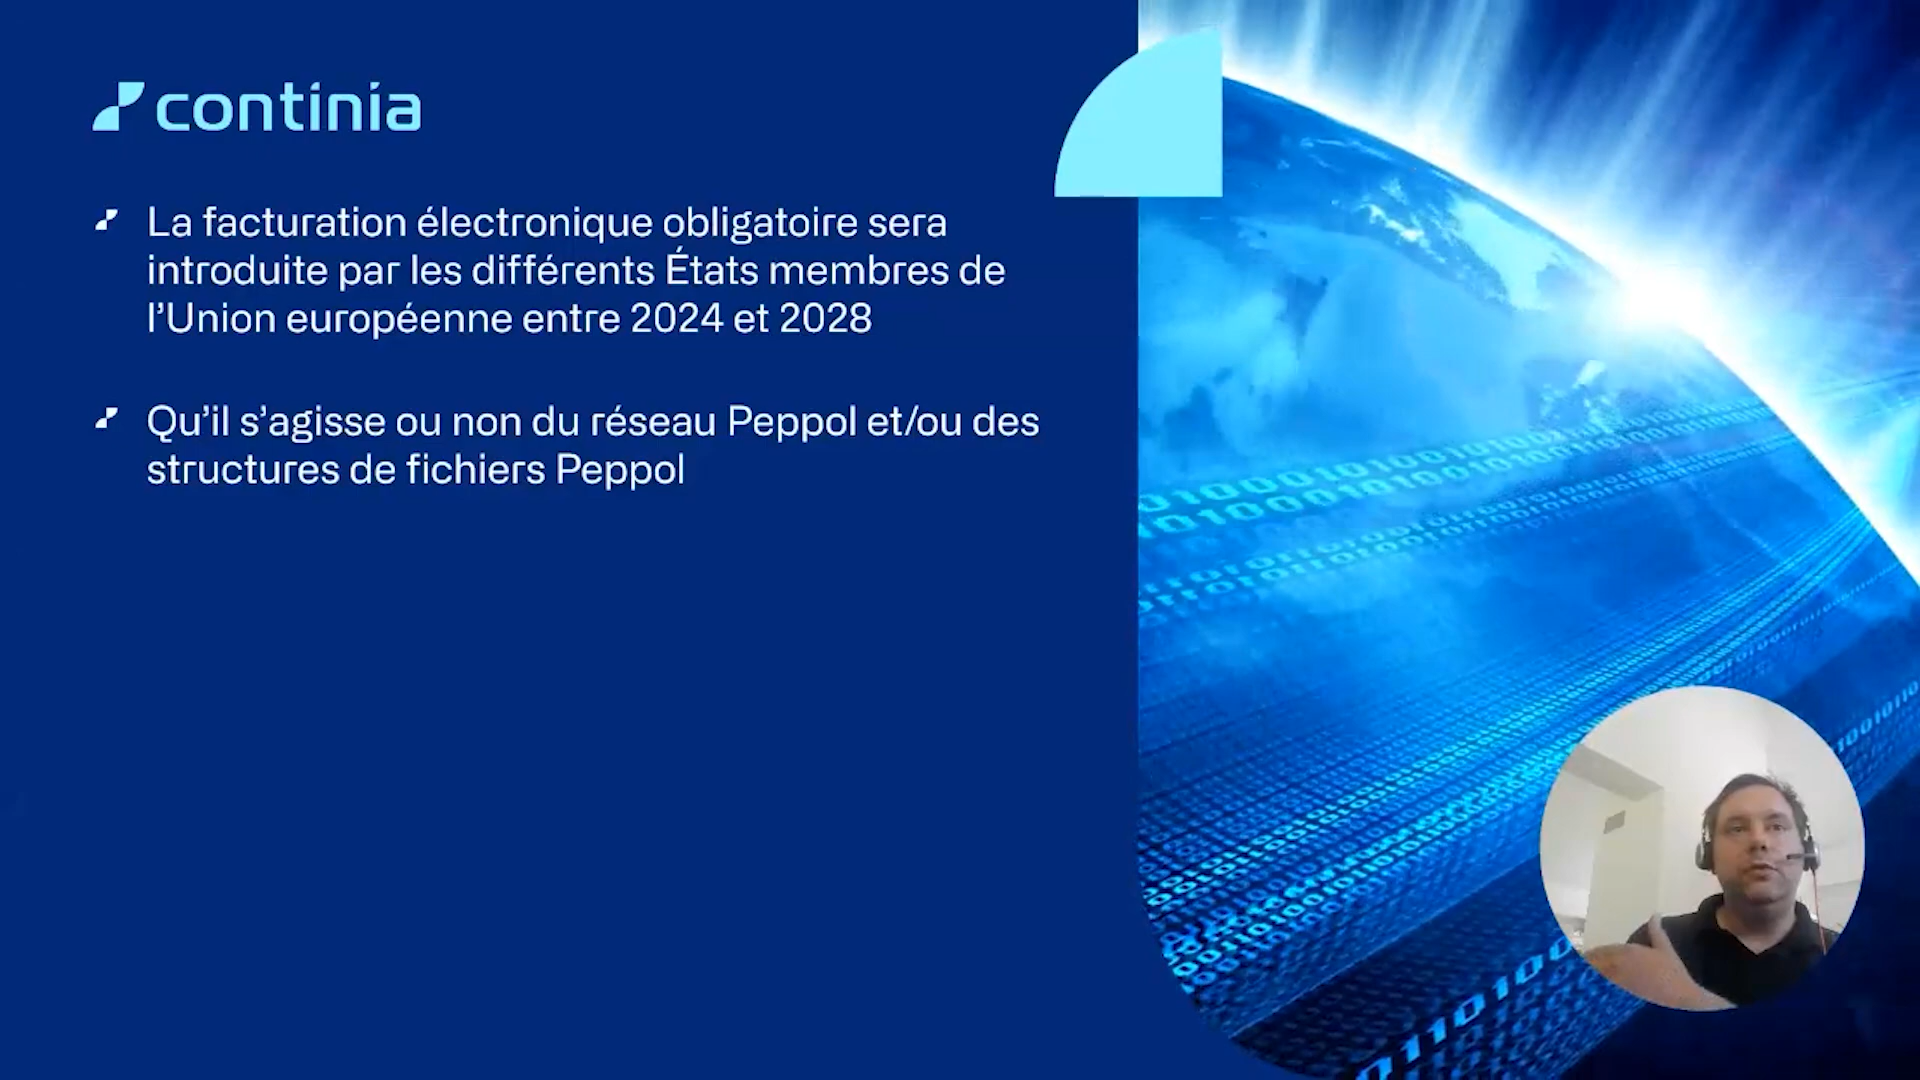 continia
La facturation électronique obligatoire sera
introduite par les différents États membres de
l’Union européenne entre 2024 et 2028
Qu’il s’agisse ou non du réseau Peppol et/ou des
structures de fichiers Peppol